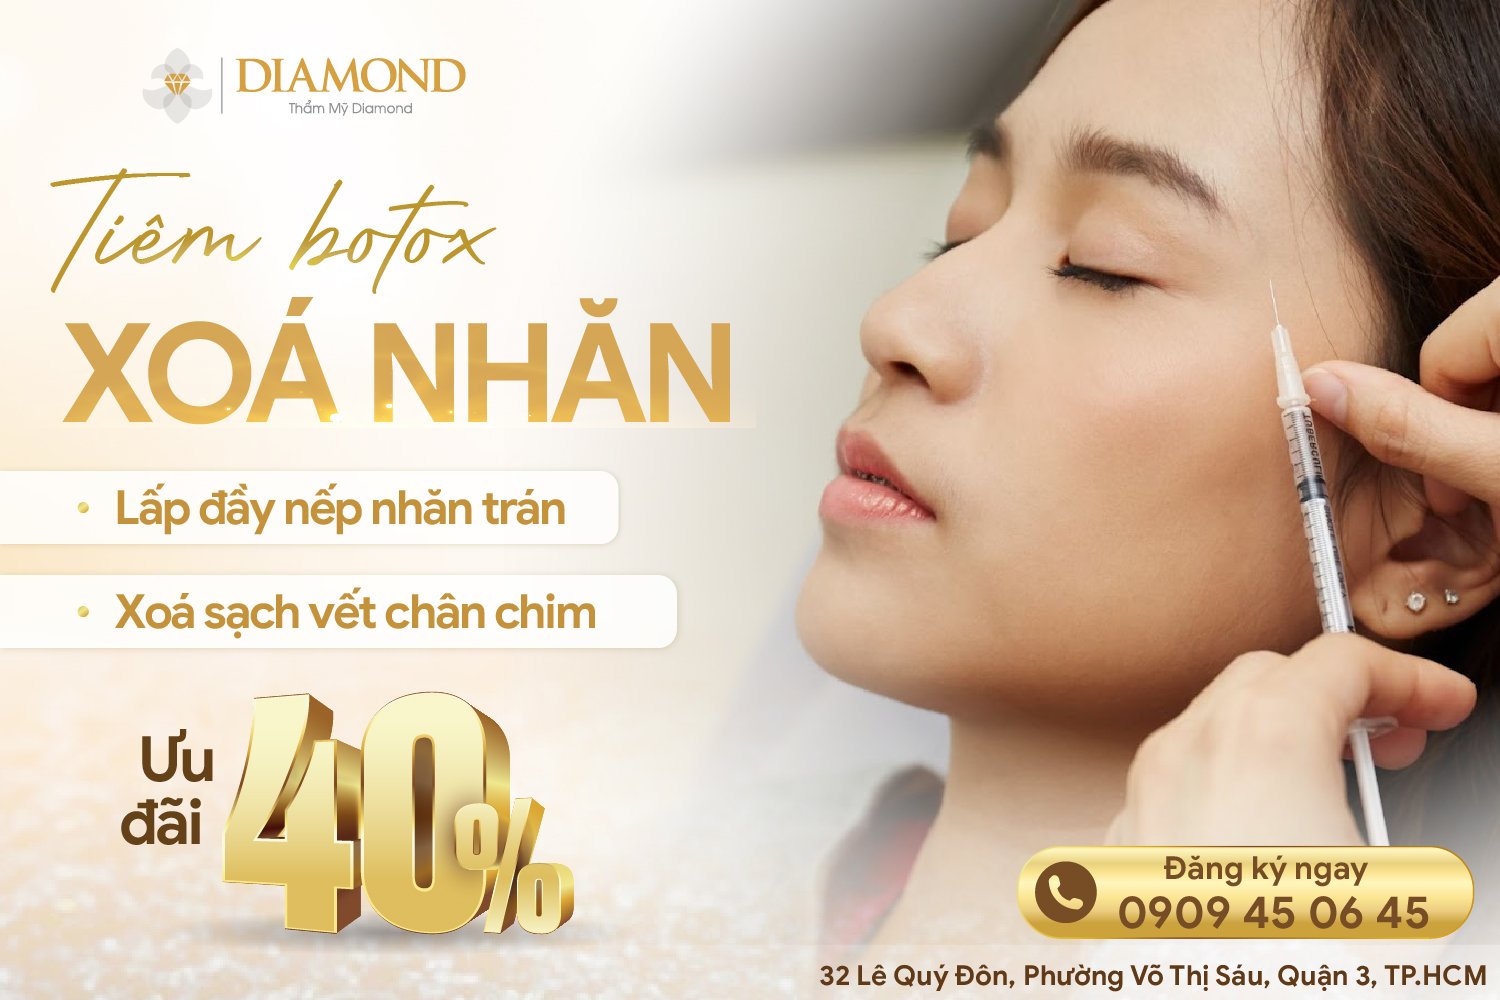 DIAMOND
Thẩm Mỹ Diamond
Tiêm botox
XOÁ NHĂN
• Lấp đầy nếp nhăn trán
• Xoá sạch vết chân chim
Ưu đãi
40%
Đăng ký ngay
0909 45 06 45
32 Lê Quý Đôn, Phường Võ Thị Sáu, Quận 3, TP.HCM